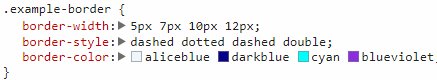 .example-border {
border-width: 5px 7px 10px 12px;
border-style: dashed dotted dashed double;
border-color: aliceblue darkblue cyan blueviolet
}